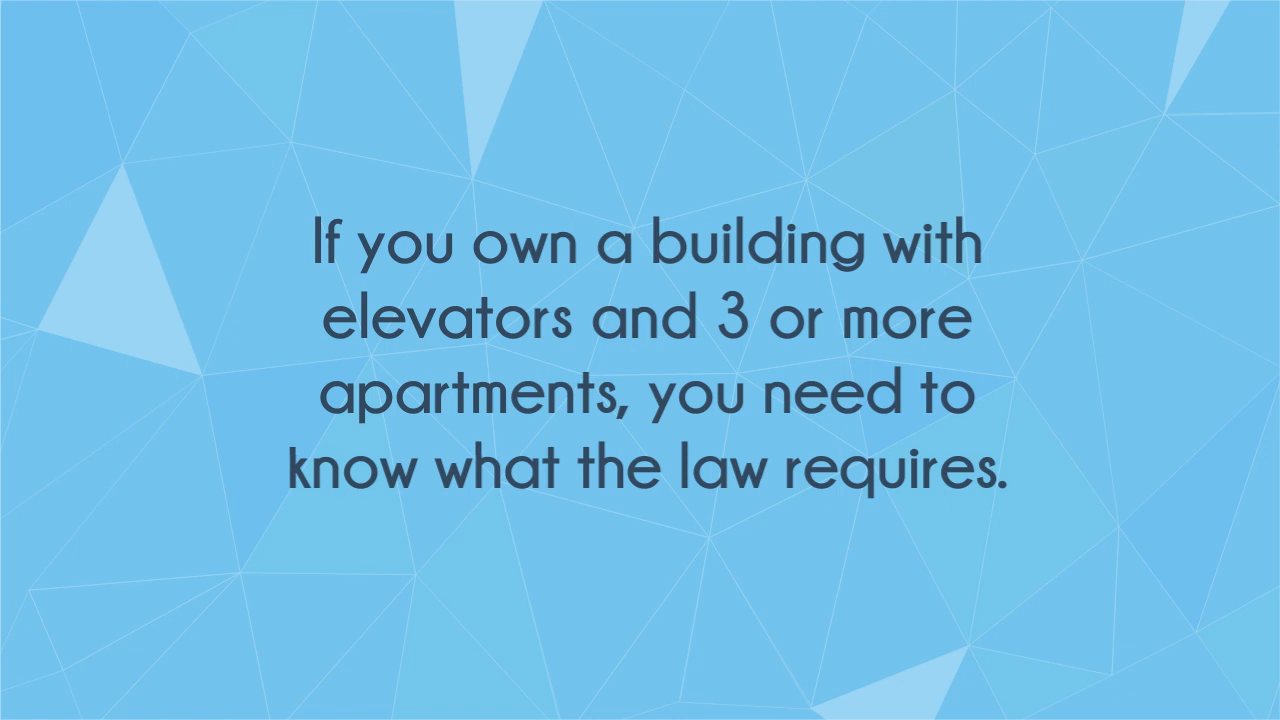 If you own a building with
elevators and 3 or more
apartments, you need to
know what the law requires.